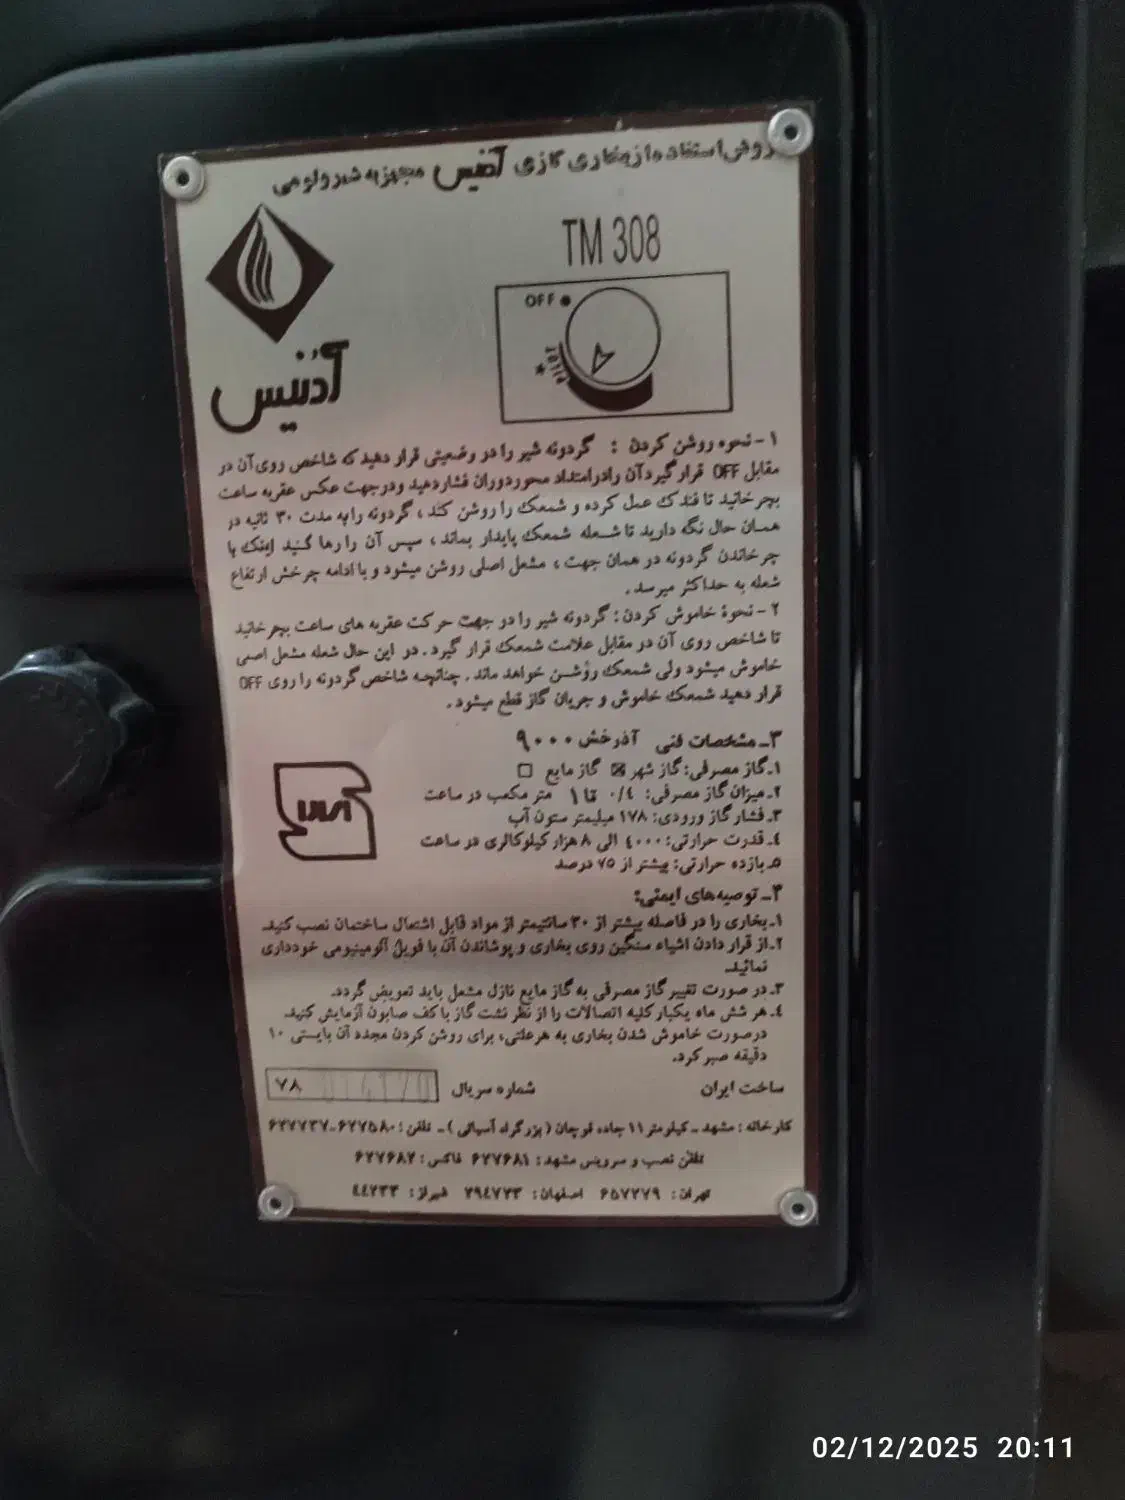 روش استفاده از بخاری گازی آدنیس مجهز به شیر ولومی
TM 308
OFF
PILOT
آدنیس
۱- نحوه روشن کردن : گردونه شیر را در وضعیتی قرار دهید که شاخص روی آن در
مقابل OFF قرار گیرد آن را در امتداد محور دوران فشار دهید و در جهت عکس عقربه ساعت
بچرخانید تا فندک عمل کرده و شمعک را روشن کند ، گردونه را به مدت ۳۰ ثانیه در
همان حال نگه دارید تا شعله شمعک پایدار بماند ، سپس آن را رها کنید اینک با
چرخاندن گردونه در همان جهت ، مشعل اصلی روشن میشود و با ادامه چرخش ارتفاع
شعله به حداکثر میرسد .
۲- نحوۀ خاموش کردن : گردونه شیر را در جهت حرکت عقربه های ساعت بچرخانید
تا شاخص روی آن در مقابل علامت شمعک قرار گیرد . در این حال شعله مشعل اصلی
خاموش میشود ولی شمعک روشن خواهد ماند . چنانچه شاخص گردونه را روی OFF
قرار دهید شمعک خاموش و جریان گاز قطع میشود .
۳- مشخصات فنی آذرخش ۹۰۰۰
۱- گاز مصرفی: گاز شهر ☒ گاز مایع ☐
۲- میزان گاز مصرفی: ۰/۴ تا ۱ متر مکعب در ساعت
۳- فشار گاز ورودی: ۱۷۸ میلیمتر ستون آب
۴- قدرت حرارتی: ۴۰۰۰ الی ۸ هزار کیلوکالری در ساعت
۵- بازده حرارتی: بیشتر از ۷۵ درصد
۴- توصیه‌های ایمنی:
۱- بخاری را در فاصله بیشتر از ۳۰ سانتیمتر از مواد قابل اشتعال ساختمان نصب کنید.
۲- از قرار دادن اشیاء سنگین روی بخاری و پوشاندن آن با فویل آلومینیومی خودداری
نمائید.
۳- در صورت تغییر گاز مصرفی به گاز مایع نازل مشعل باید تعویض گردد.
۴- هر شش ماه یکبار کلیه اتصالات را از نظر نشت گاز با کف صابون آزمایش کنید.
در صورت خاموش شدن بخاری به هر علتی، برای روشن کردن مجدد آن بایستی ۱۰
دقیقه صبر کرد.
ساخت ایران شماره سریال ۷۸ 014170
کارخانه : مشهد - کیلومتر ۱۱ جاده قوچان ( بزرگراه آسیائی ) - تلفن : ۶۲۷۵۸۰-۶۲۷۷۳۷
تلفن نصب و سرویس مشهد : ۶۲۷۶۸۱ فاکس : ۶۲۷۶۸۲
تهران : ۶۵۷۲۷۹ اصفهان : ۲۹۴۷۲۳ شیراز : ۴۴۲۳۳
02/12/2025 20:11